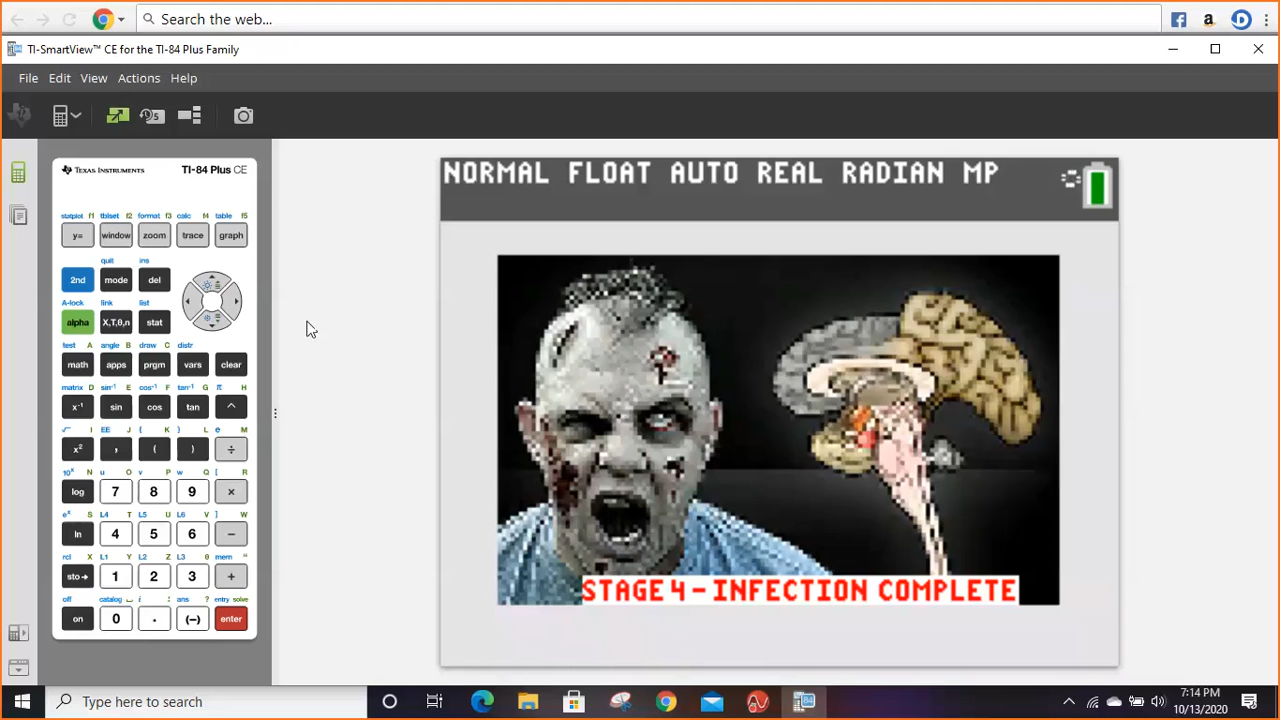 Search the web...
TI-SmartView™ CE for the TI-84 Plus Family
File Edit View Actions Help
TEXAS INSTRUMENTS TI-84 Plus CE
statplot f1 tblset f2 format f3 calc f4 table f5
y= window zoom trace graph
quit ins
2nd mode del
A-lock link list
alpha X,T,θ,n stat
test A angle B draw C distr
math apps prgm vars clear
matrix D sin⁻¹ E cos⁻¹ F tan⁻¹ G π H
x⁻¹ sin cos tan ^
√‾ I EE J { K } L e M
x² , ( ) ÷
10ˣ N u O v P w Q [ R
log 7 8 9 ×
eˣ S L4 T L5 U L6 V ] W
ln 4 5 6 −
rcl X L1 Y L2 Z L3 θ mem "
sto→ 1 2 3 +
off catalog ⎵ i : ans ? entry solve
on 0 . (−) enter
NORMAL FLOAT AUTO REAL RADIAN MP
STAGE 4 - INFECTION COMPLETE
Type here to search
7:14 PM
10/13/2020